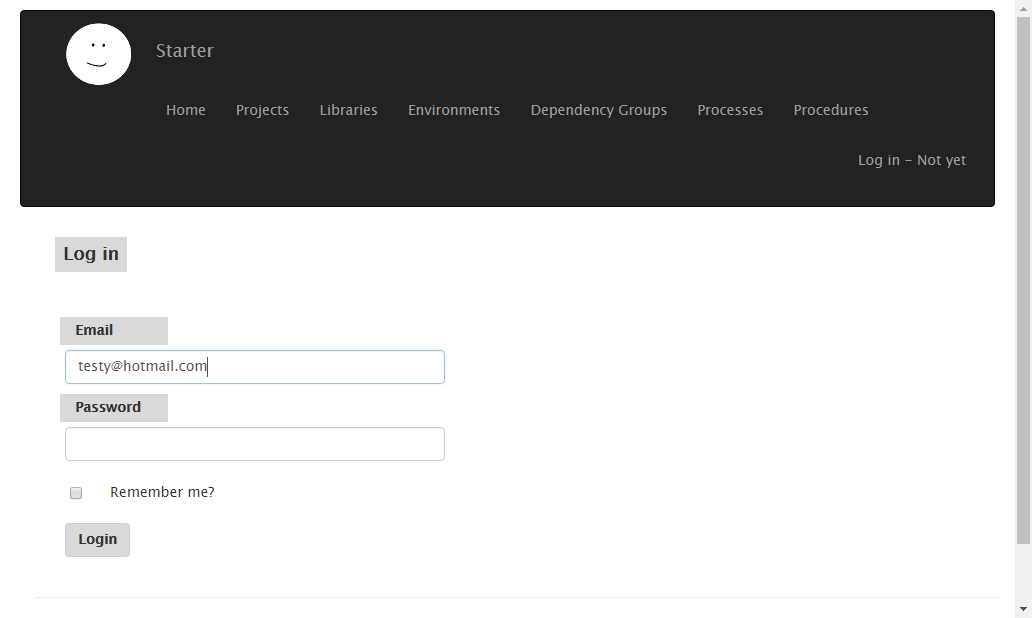 Starter
Home Projects Libraries Environments Dependency Groups Processes Procedures
Log in – Not yet
Log in
Email
testy@hotmail.com
Password
Remember me?
Login